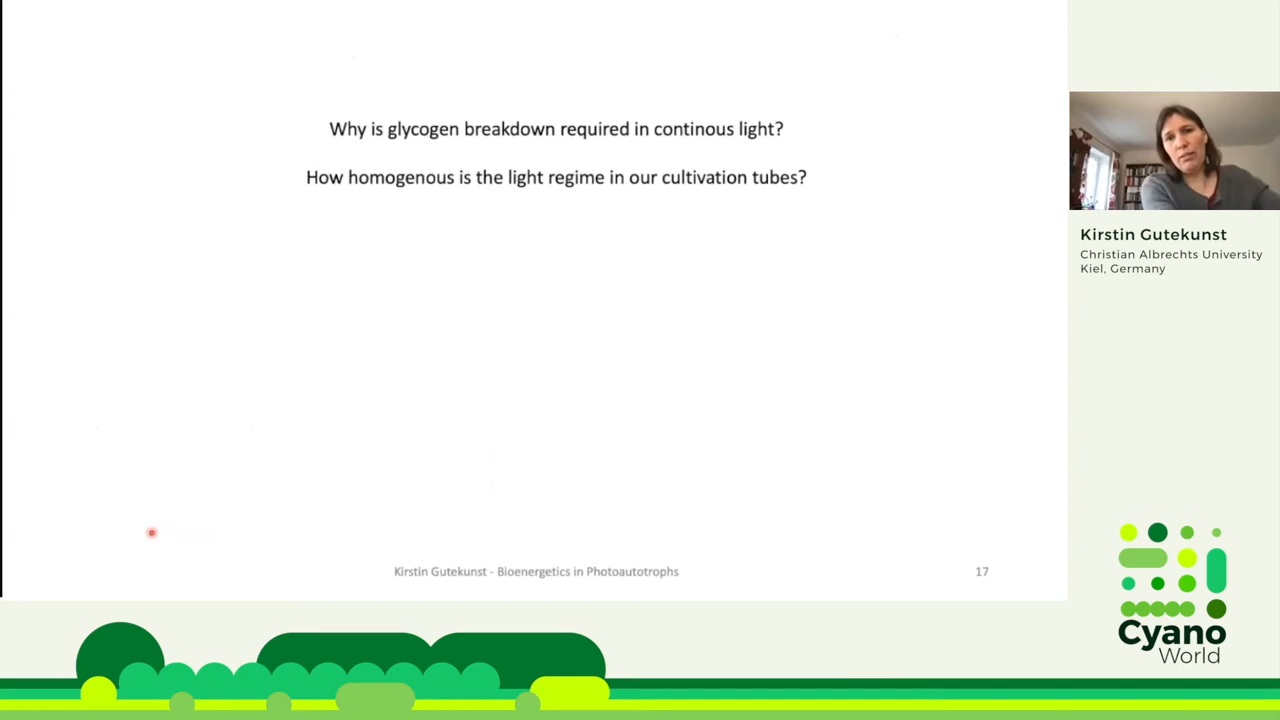 Why is glycogen breakdown required in continous light?
How homogenous is the light regime in our cultivation tubes?
Kirstin Gutekunst - Bioenergetics in Photoautotrophs
17
Kirstin Gutekunst
Christian Albrechts University
Kiel, Germany
Cyano
World